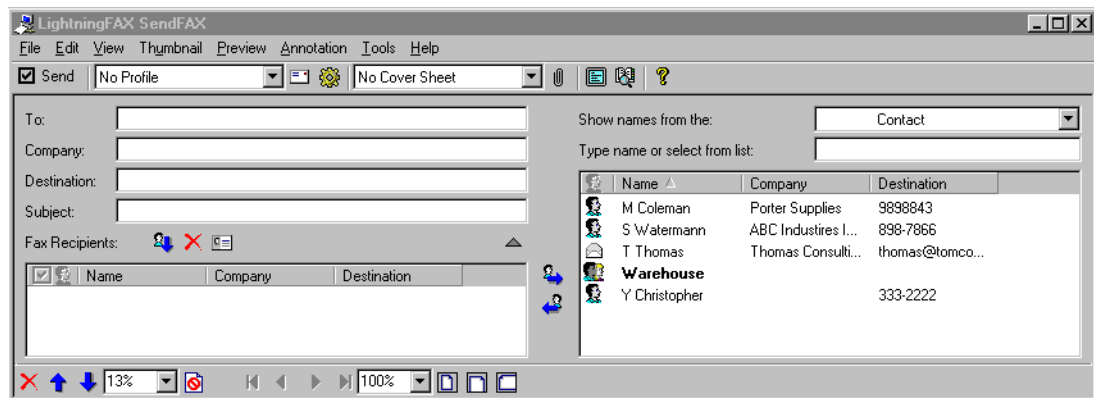 LightningFAX SendFAX
File Edit View Thumbnail Preview Annotation Tools Help
Send No Profile No Cover Sheet
To:
Company:
Destination:
Subject:
Fax Recipients:
Name Company Destination
Show names from the: Contact
Type name or select from list:
Name Company Destination
M Coleman Porter Supplies 9898843
S Watermann ABC Industires I... 898-7866
T Thomas Thomas Consulti... thomas@tomco...
Warehouse
Y Christopher 333-2222
13% 100%